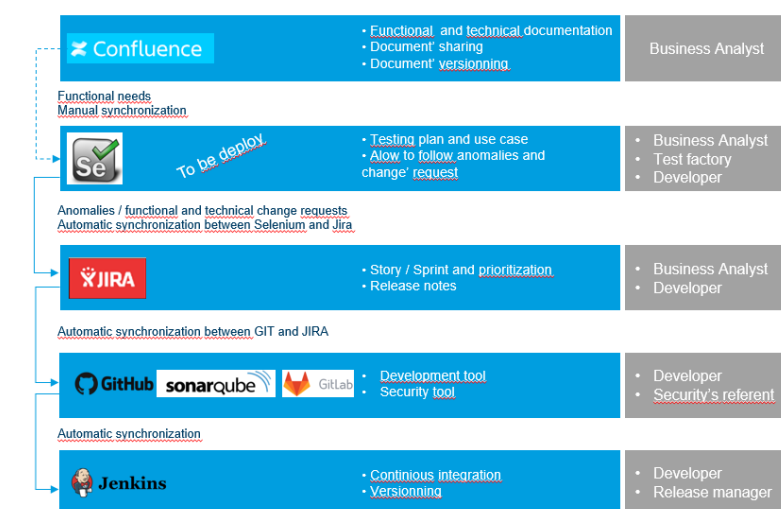 Confluence
• Functional and technical documentation
• Document' sharing
• Document' versionning
Business Analyst
Functional needs
Manual synchronization
Se
To be deploy
• Testing plan and use case
• Alow to follow anomalies and
change' request
• Business Analyst
• Test factory
• Developer
Anomalies / functional and technical change requests
Automatic synchronization between Selenium and Jira
JIRA
• Story / Sprint and prioritization
• Release notes
• Business Analyst
• Developer
Automatic synchronization between GIT and JIRA
GitHub sonarqube GitLab
• Development tool
• Security tool
• Developer
• Security's referent
Automatic synchronization
Jenkins
• Continious integration
• Versionning
• Developer
• Release manager